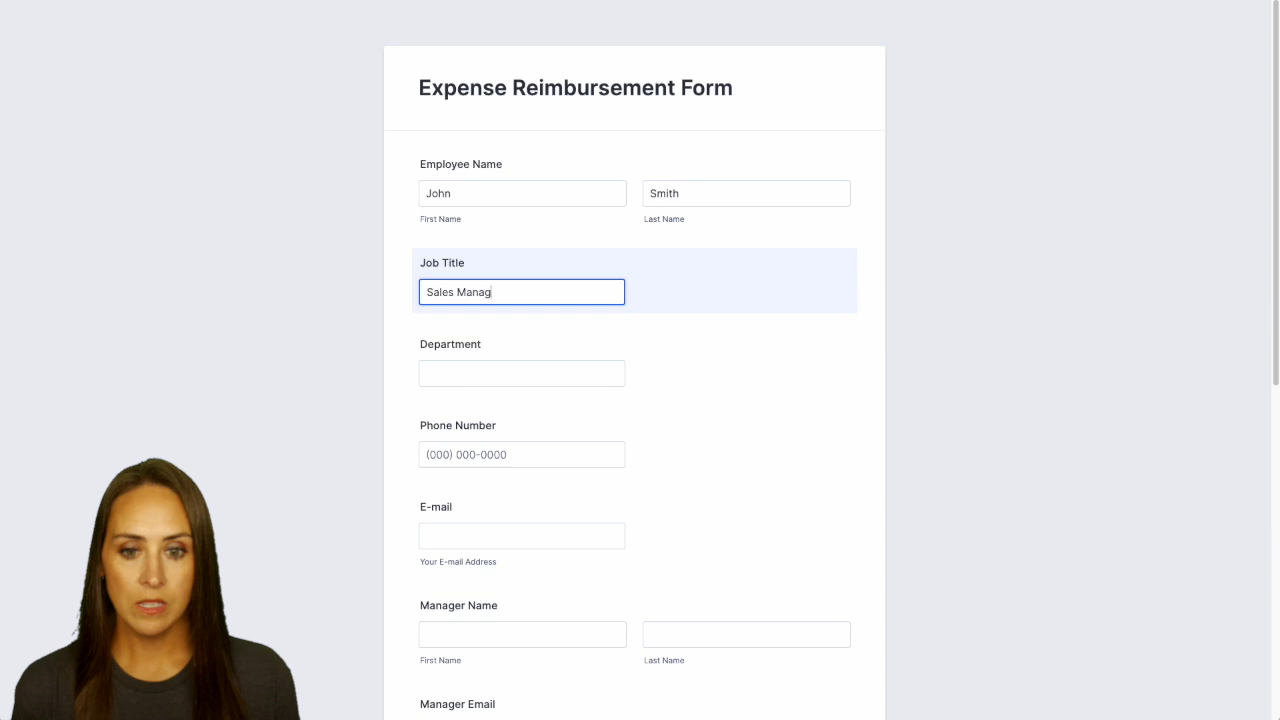 Expense Reimbursement Form
Employee Name
John Smith
First Name Last Name
Job Title
Sales Manag
Department
Phone Number
(000) 000-0000
E-mail
Your E-mail Address
Manager Name
First Name Last Name
Manager Email